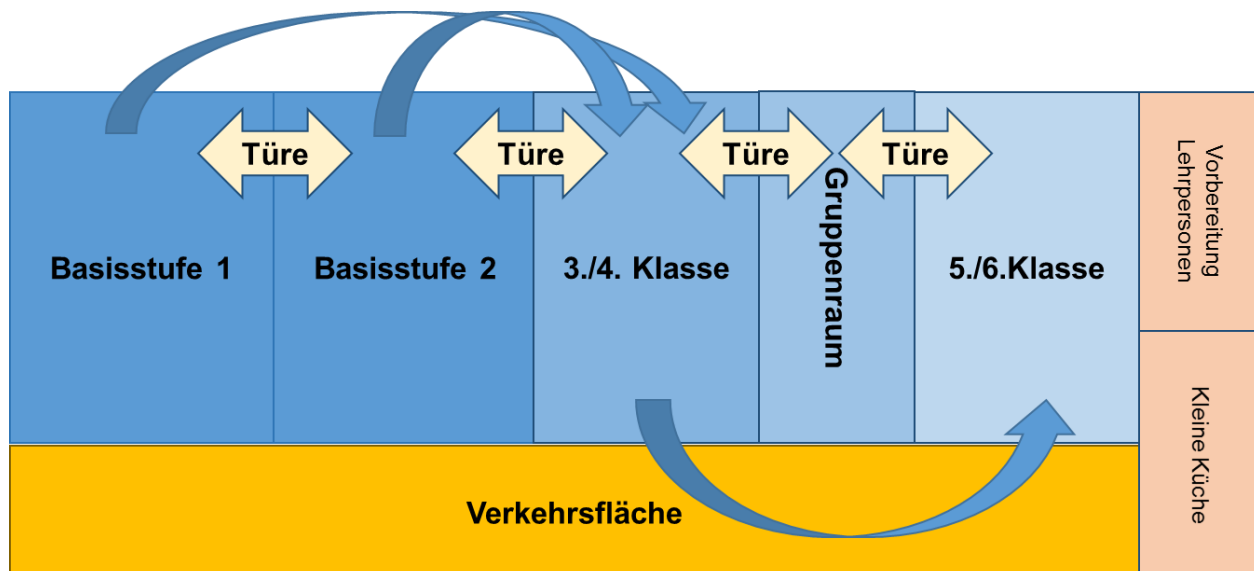 Türe
Türe
Türe
Türe
Basisstufe 1
Basisstufe 2
3./4. Klasse
Gruppenraum
5./6.Klasse
Vorbereitung
Lehrpersonen
Kleine Küche
Verkehrsfläche